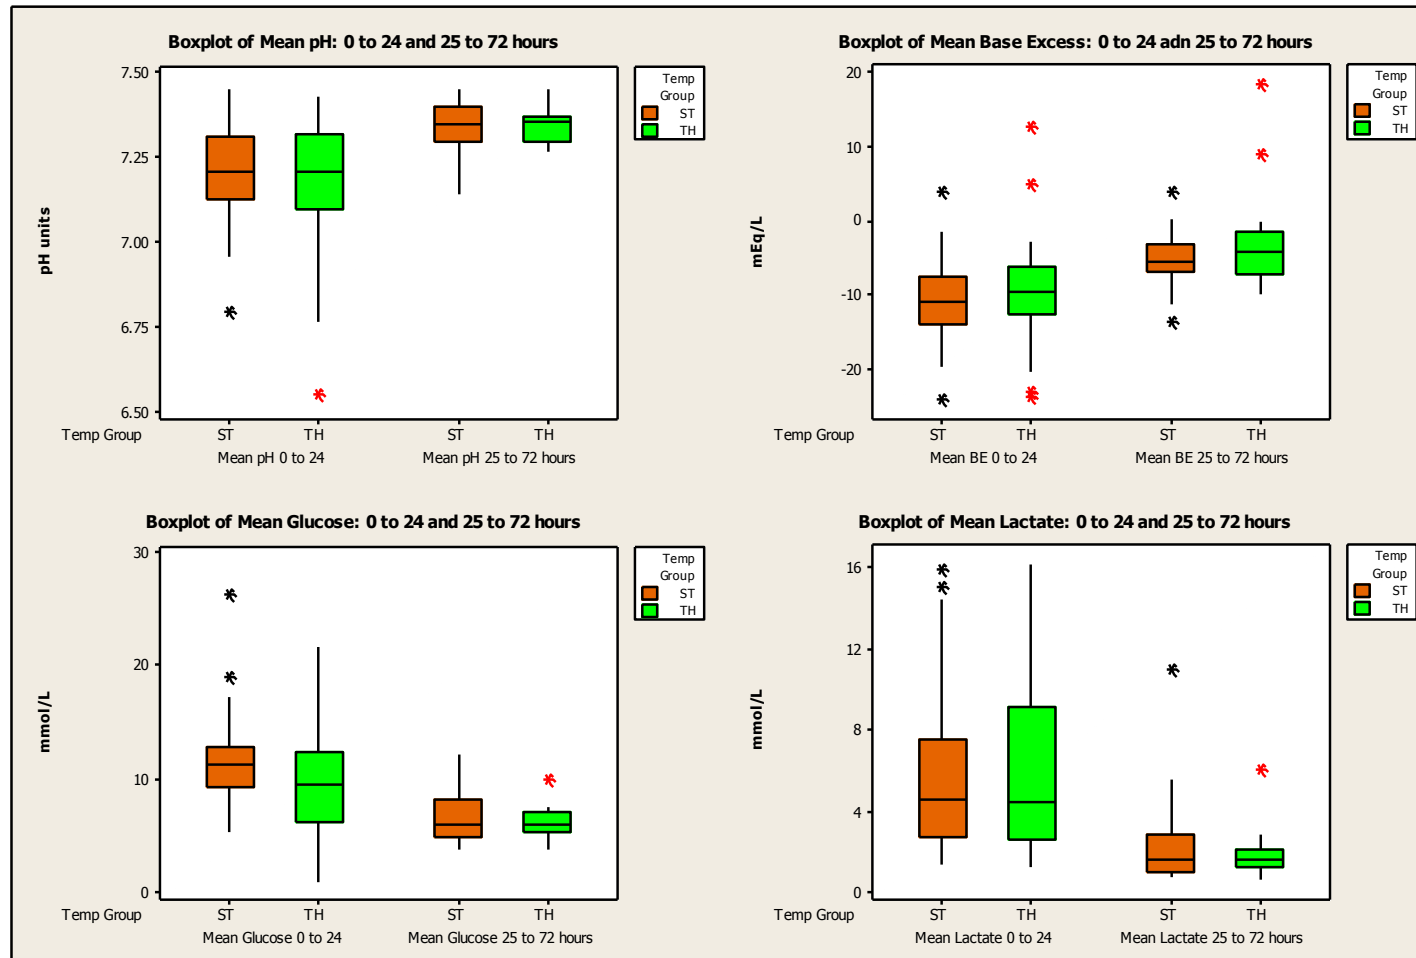 Boxplot of Mean pH: 0 to 24 and 25 to 72 hours
7.50
7.25
7.00
6.75
6.50
pH units
Temp Group
ST
TH
ST
TH
Mean pH 0 to 24
Mean pH 25 to 72 hours
Temp
Group
ST
TH
Boxplot of Mean Base Excess: 0 to 24 adn 25 to 72 hours
20
10
0
-10
-20
mEq/L
Temp Group
ST
TH
ST
TH
Mean BE 0 to 24
Mean BE 25 to 72 hours
Temp
Group
ST
TH
Boxplot of Mean Glucose: 0 to 24 and 25 to 72 hours
30
20
10
0
mmol/L
Temp Group
ST
TH
ST
TH
Mean Glucose 0 to 24
Mean Glucose 25 to 72 hours
Temp
Group
ST
TH
Boxplot of Mean Lactate: 0 to 24 and 25 to 72 hours
16
12
8
4
0
mmol/L
Temp Group
ST
TH
ST
TH
Mean Lactate 0 to 24
Mean Lactate 25 to 72 hours
Temp
Group
ST
TH